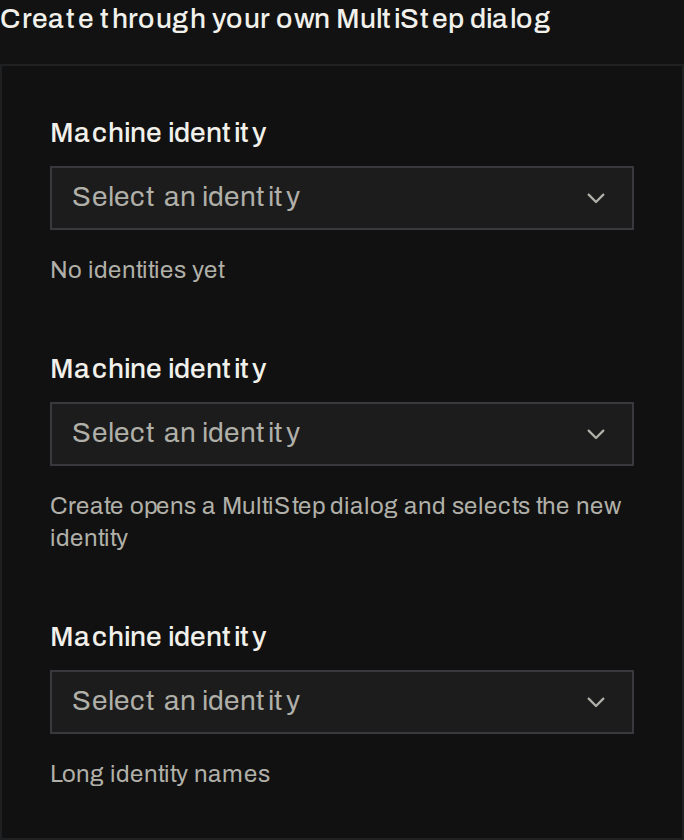 Create through your own MultiStep dialog
Machine identity
Select an identity
No identities yet
Machine identity
Select an identity
Create opens a MultiStep dialog and selects the new
identity
Machine identity
Select an identity
Long identity names